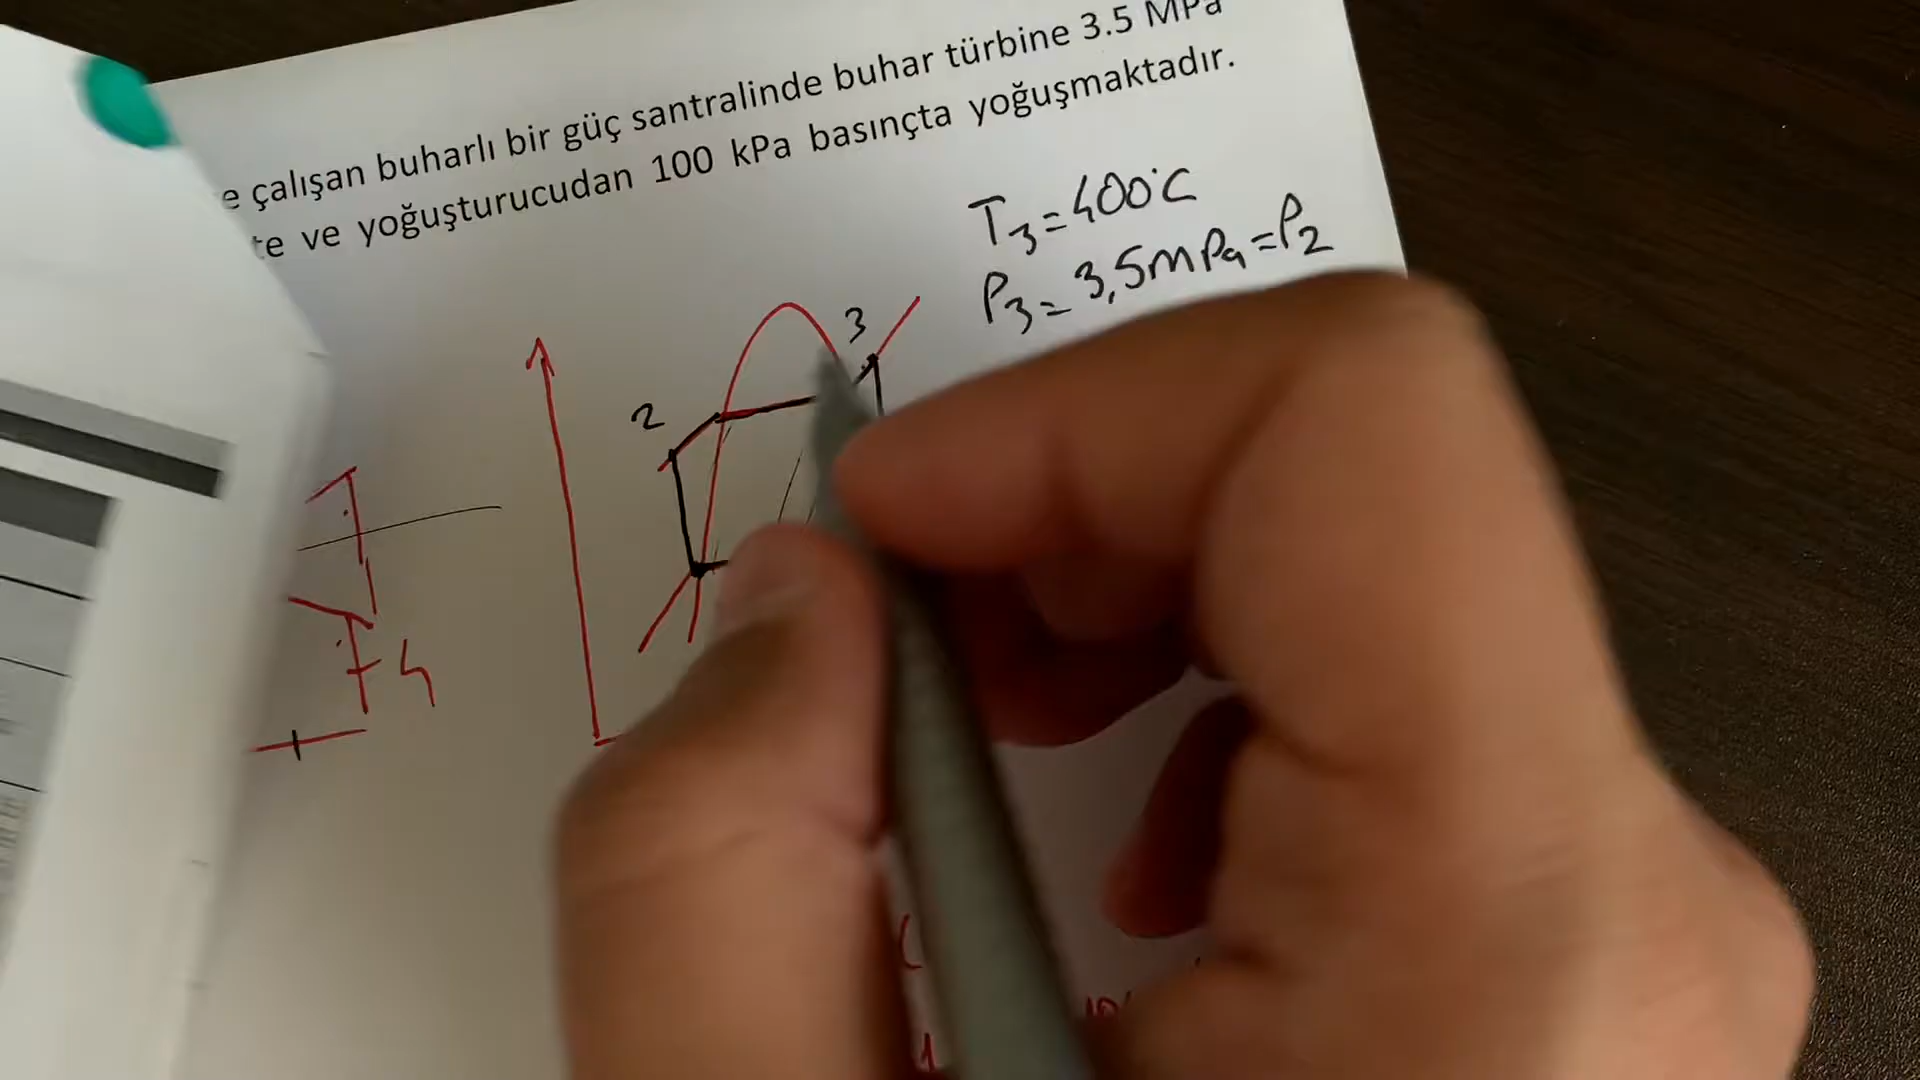 e çalışan buharlı bir güç santralinde buhar türbine 3.5 MPa
te ve yoğuşturucudan 100 kPa basınçta yoğuşmaktadır.
T3=400°C
P3=3,5mPa=P2
3
2
4